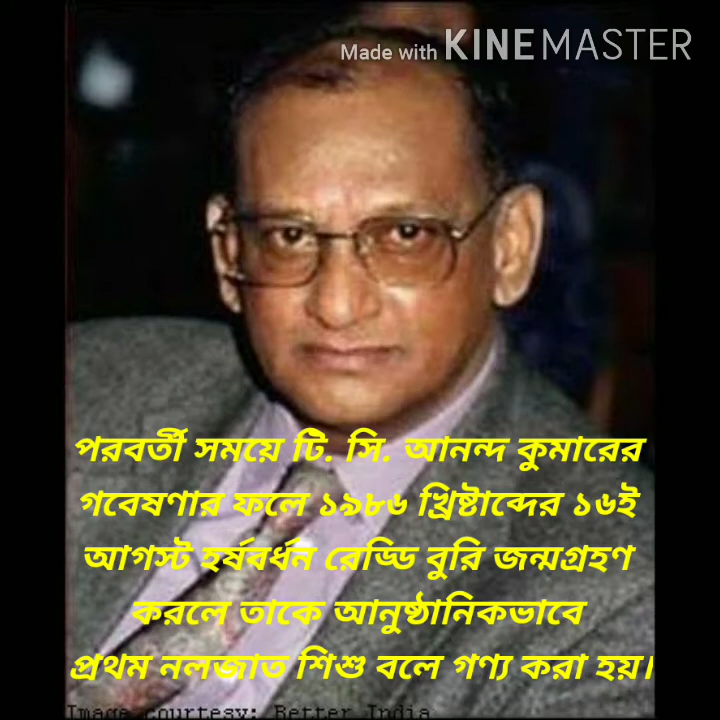 Made with KINEMASTER
পরবর্তী সময়ে টি. সি. আনন্দ কুমারের
গবেষণার ফলে ১৯৮৬ খ্রিষ্টাব্দের ১৬ই
আগস্ট হর্ষবর্ধন রেড্ডি বুরি জন্মগ্রহণ
করলে তাকে আনুষ্ঠানিকভাবে
প্রথম নলজাত শিশু বলে গণ্য করা হয়।
Image courtesy: Better India